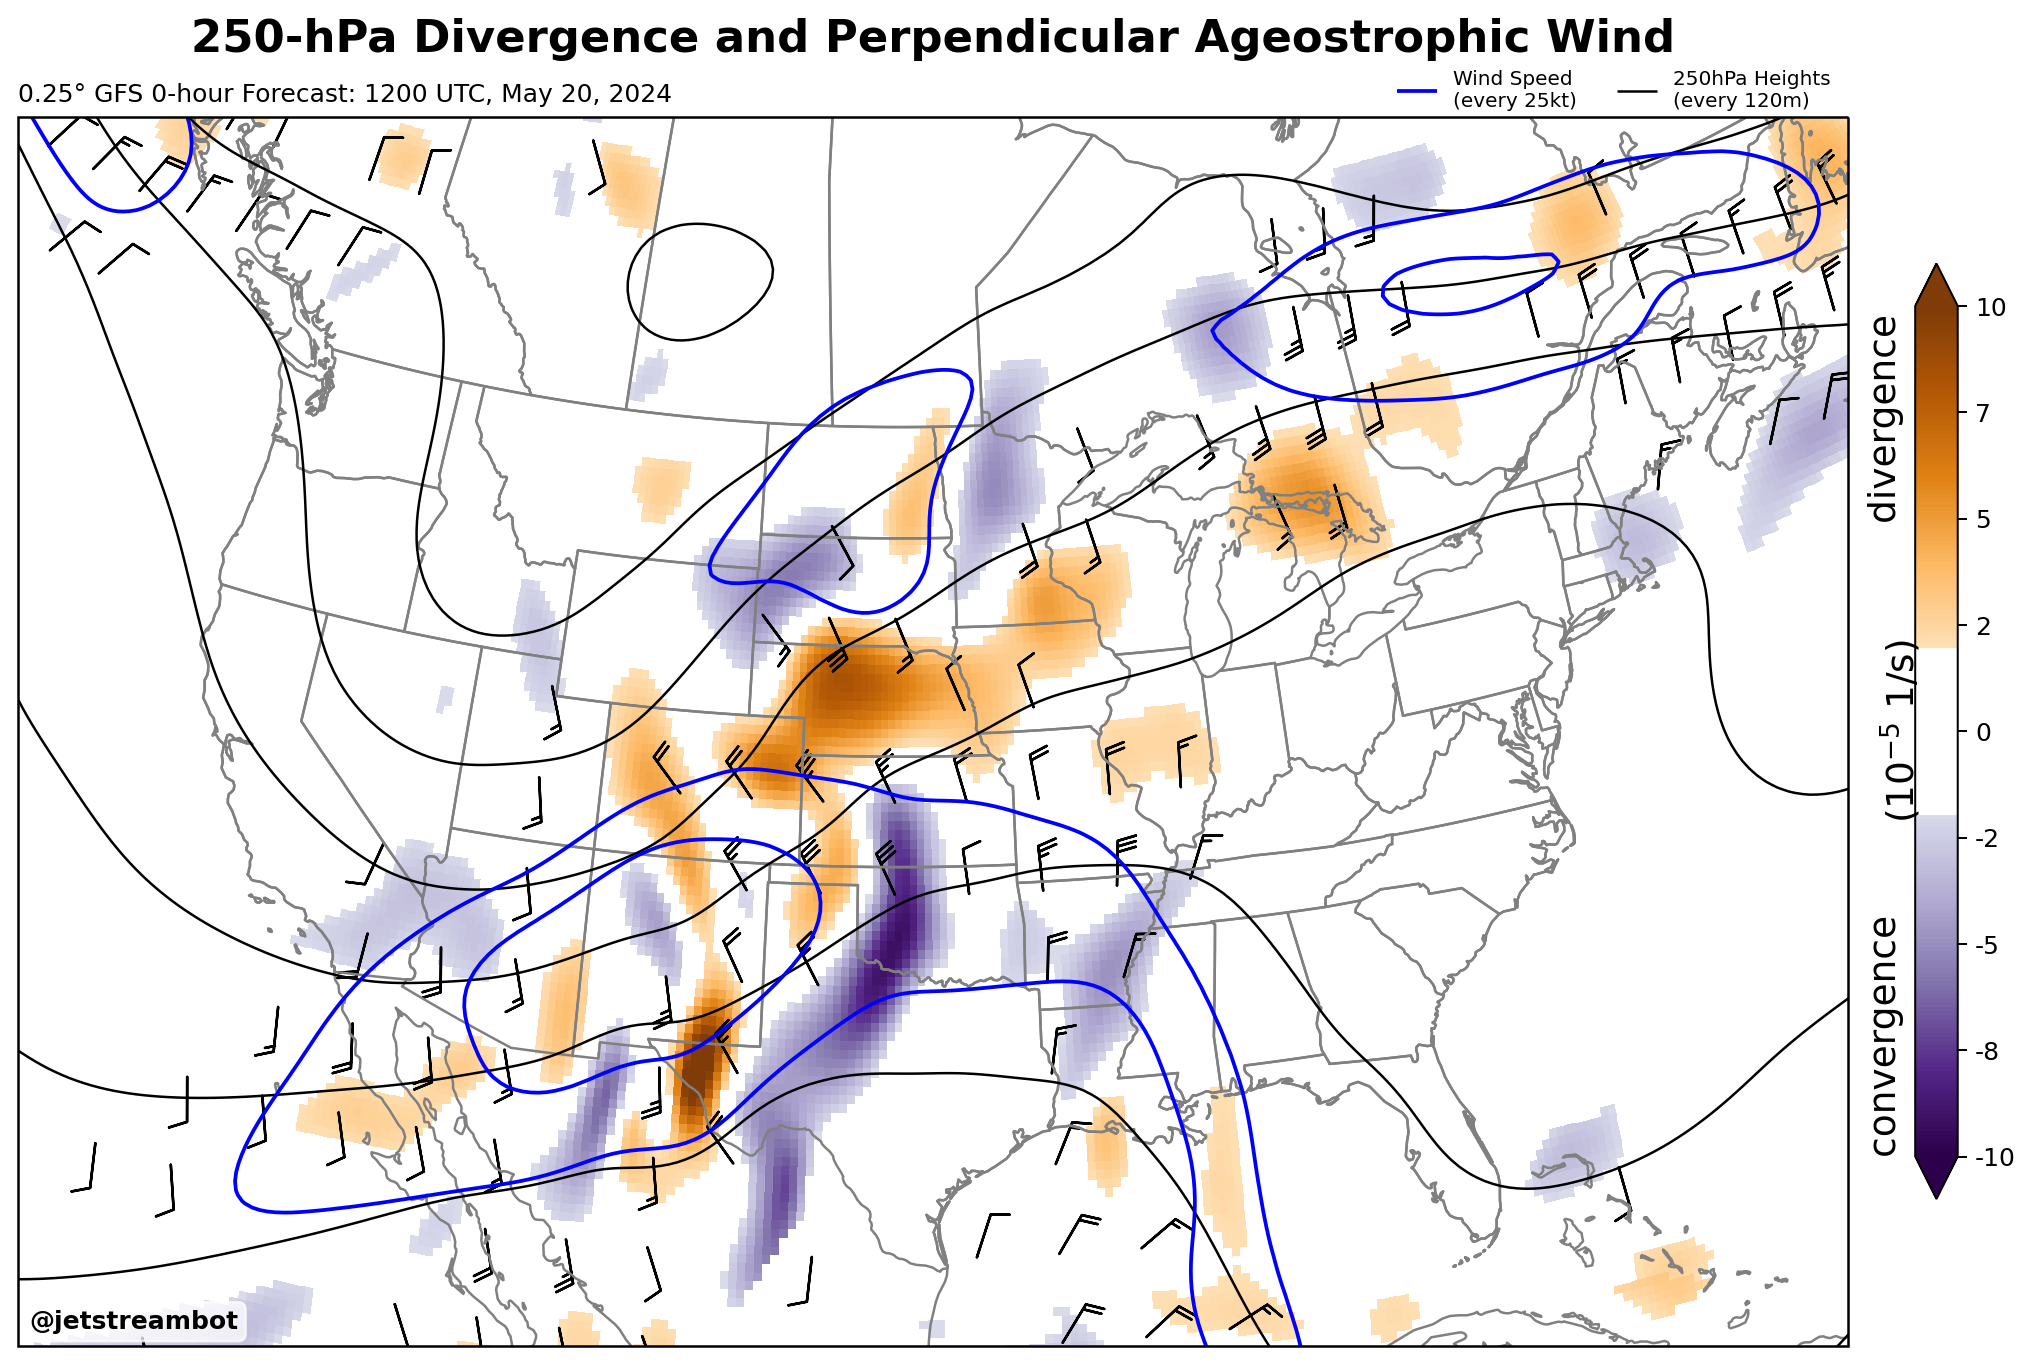 250-hPa Divergence and Perpendicular Ageostrophic Wind
0.25° GFS 0-hour Forecast: 1200 UTC, May 20, 2024
Wind Speed
(every 25kt)
250hPa Heights
(every 120m)
10
7
5
2
0
-2
-5
-8
-10
convergence (10⁻⁵ 1/s) divergence
@jetstreambot